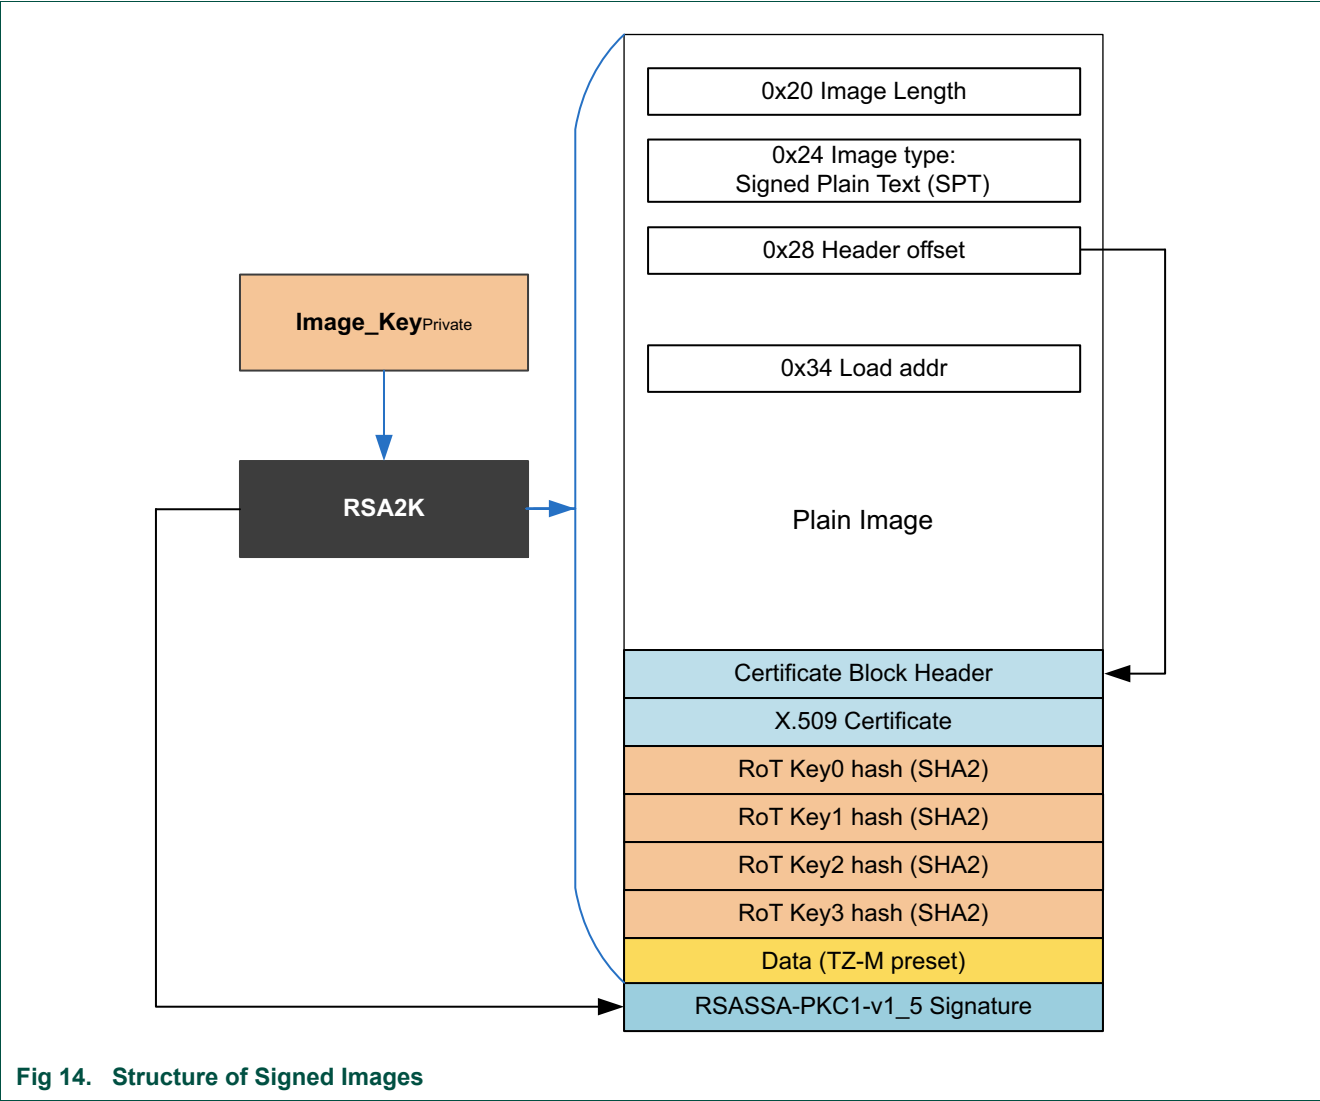 0x20 Image Length
0x24 Image type:
Signed Plain Text (SPT)
0x28 Header offset
Image_KeyPrivate
0x34 Load addr
RSA2K
Plain Image
Certificate Block Header
X.509 Certificate
RoT Key0 hash (SHA2)
RoT Key1 hash (SHA2)
RoT Key2 hash (SHA2)
RoT Key3 hash (SHA2)
Data (TZ-M preset)
RSASSA-PKC1-v1_5 Signature
Fig 14. Structure of Signed Images